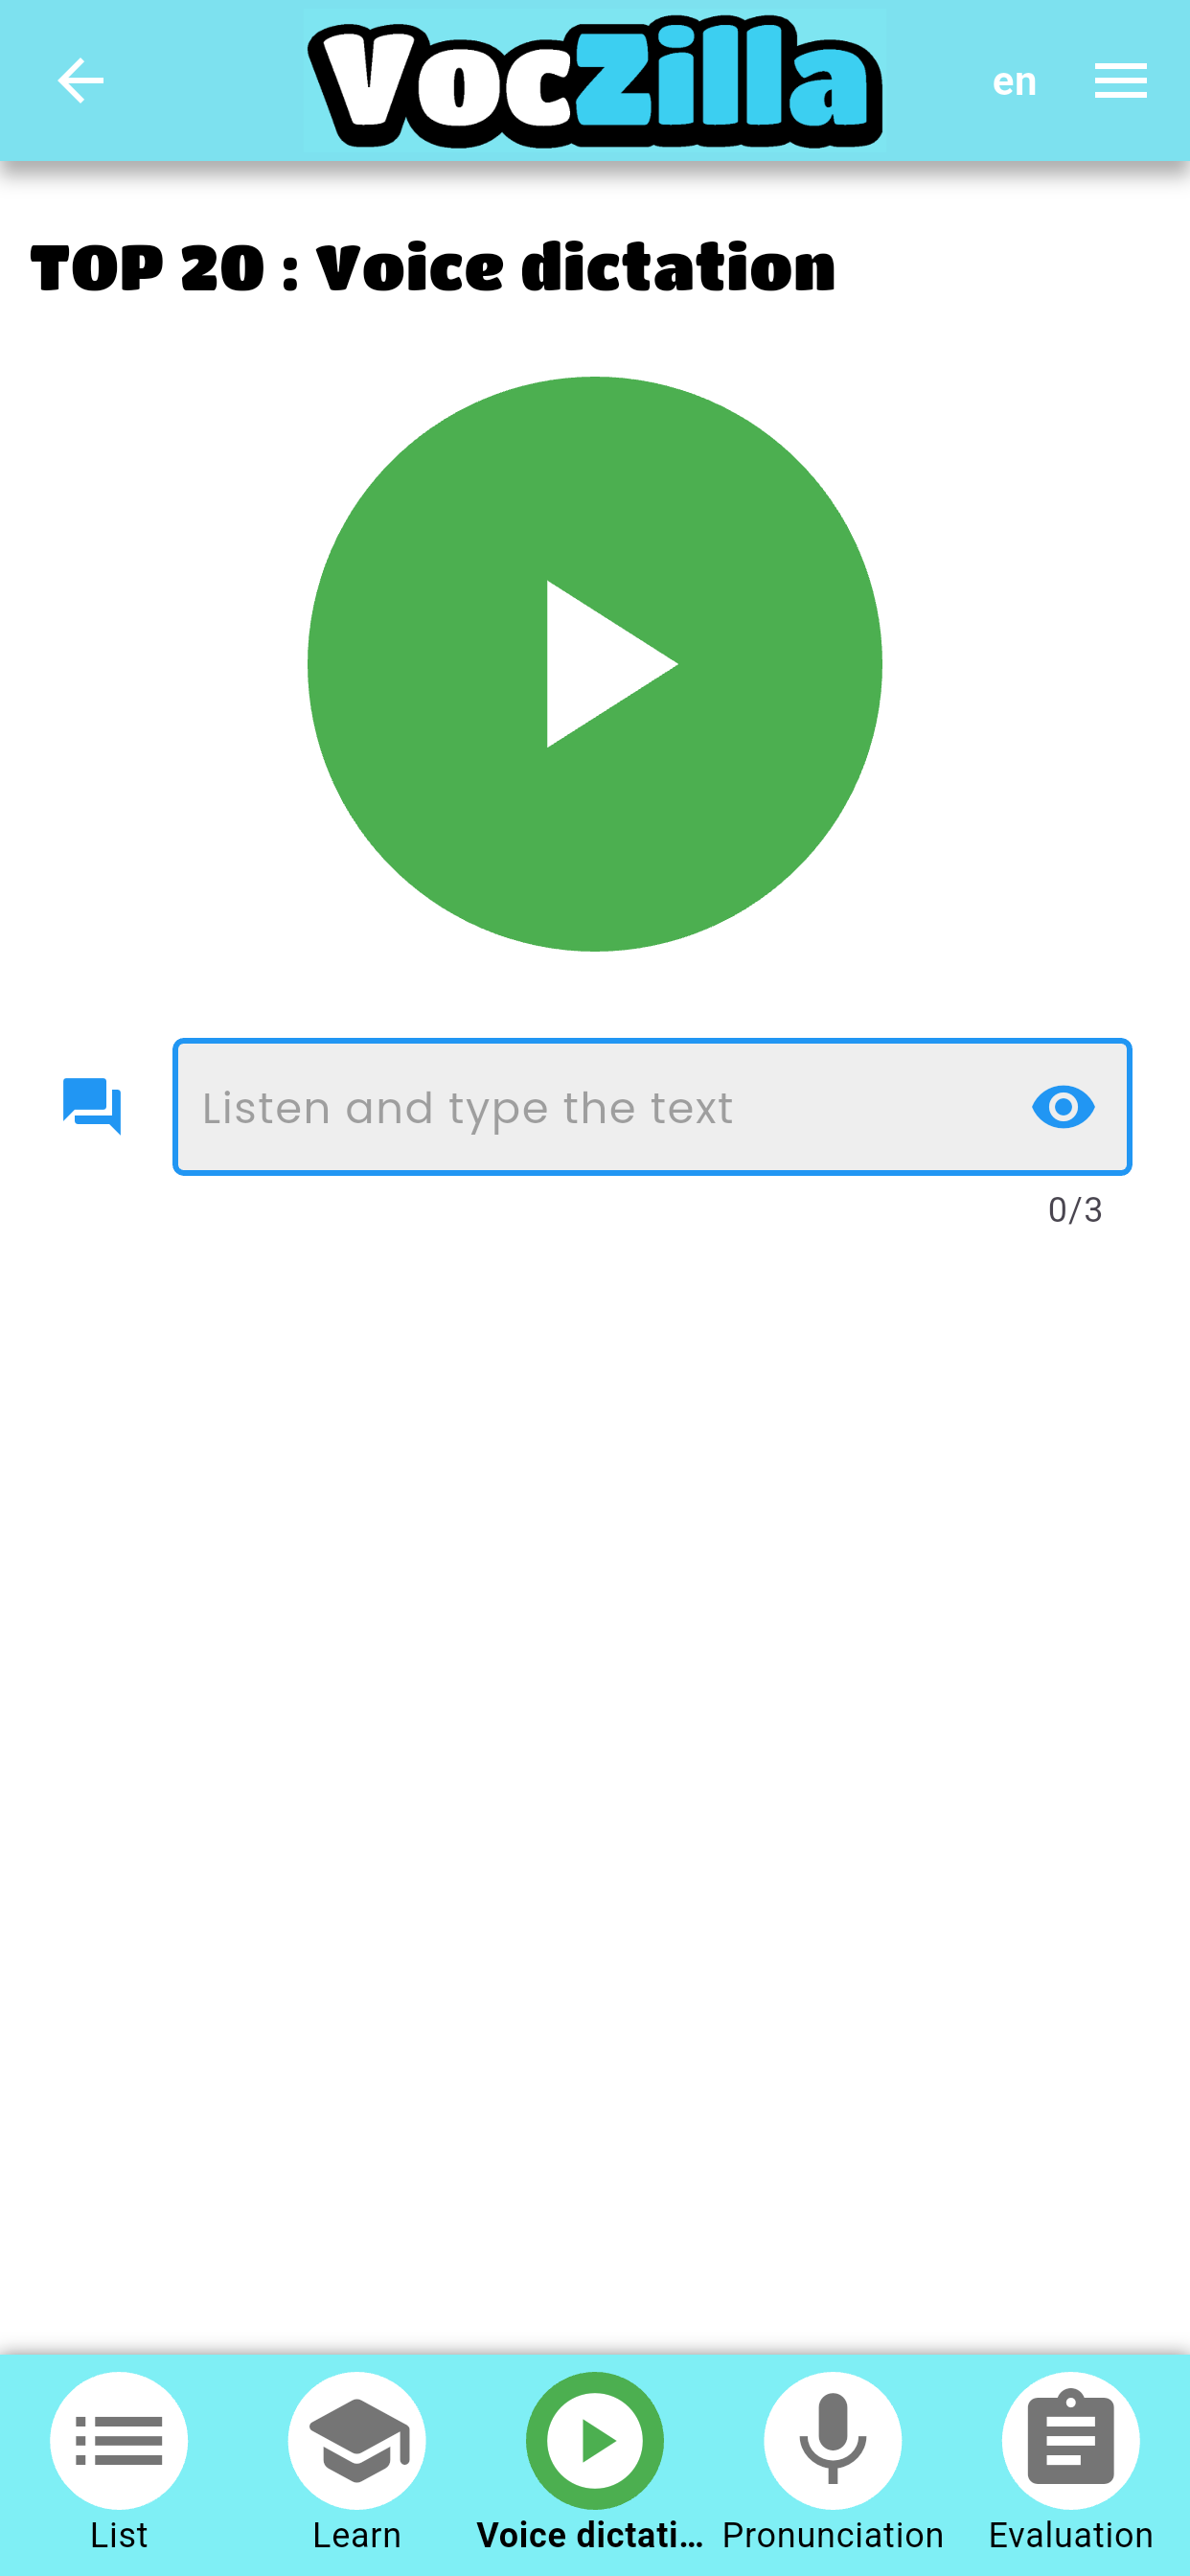 VocZilla
en
TOP 20 : Voice dictation
Listen and type the text
0/3
List
Learn
Voice dictati...
Pronunciation
Evaluation